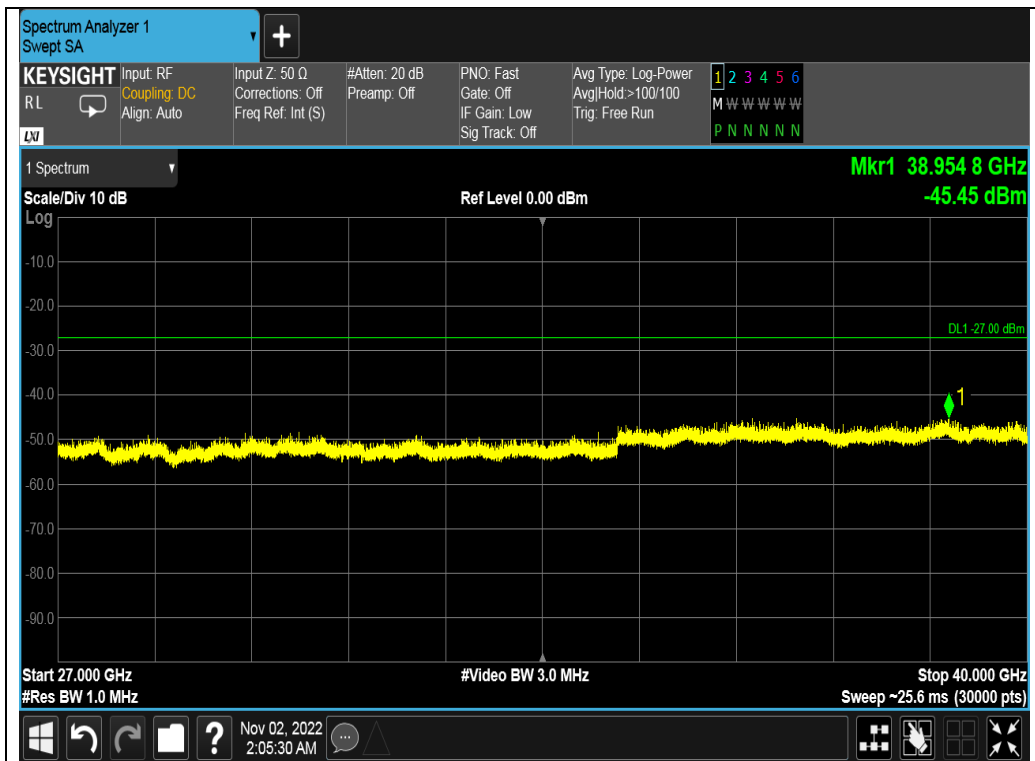 Spectrum Analyzer 1
Swept SA
+
KEYSIGHT
RL
LXI
Input: RF
Coupling: DC
Align: Auto
Input Z: 50 Ω
Corrections: Off
Freq Ref: Int (S)
#Atten: 20 dB
Preamp: Off
PNO: Fast
Gate: Off
IF Gain: Low
Sig Track: Off
Avg Type: Log-Power
Avg|Hold:>100/100
Trig: Free Run
1 2 3 4 5 6
M W W W W W
P N N N N N
1 Spectrum
Mkr1 38.954 8 GHz
-45.45 dBm
Scale/Div 10 dB
Ref Level 0.00 dBm
Log
-10.0
-20.0
DL1 -27.00 dBm
-30.0
-40.0
1
-50.0
-60.0
-70.0
-80.0
-90.0
Start 27.000 GHz
#Video BW 3.0 MHz
Stop 40.000 GHz
#Res BW 1.0 MHz
Sweep ~25.6 ms (30000 pts)
?
Nov 02, 2022
2:05:30 AM